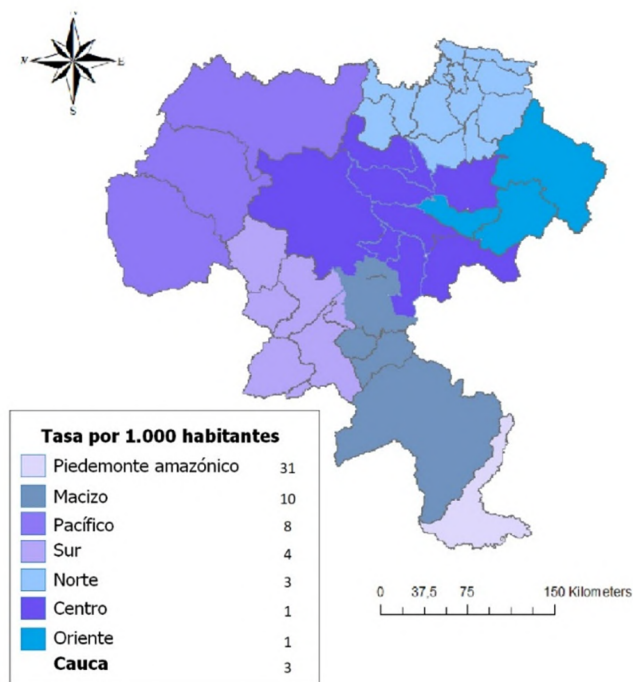 N
E
S
Tasa por 1.000 habitantes
Piedemonte amazónico 31
Macizo 10
Pacífico 8
Sur 4
Norte 3
Centro 1
Oriente 1
Cauca 3
0 37,5 75 150 Kilometers